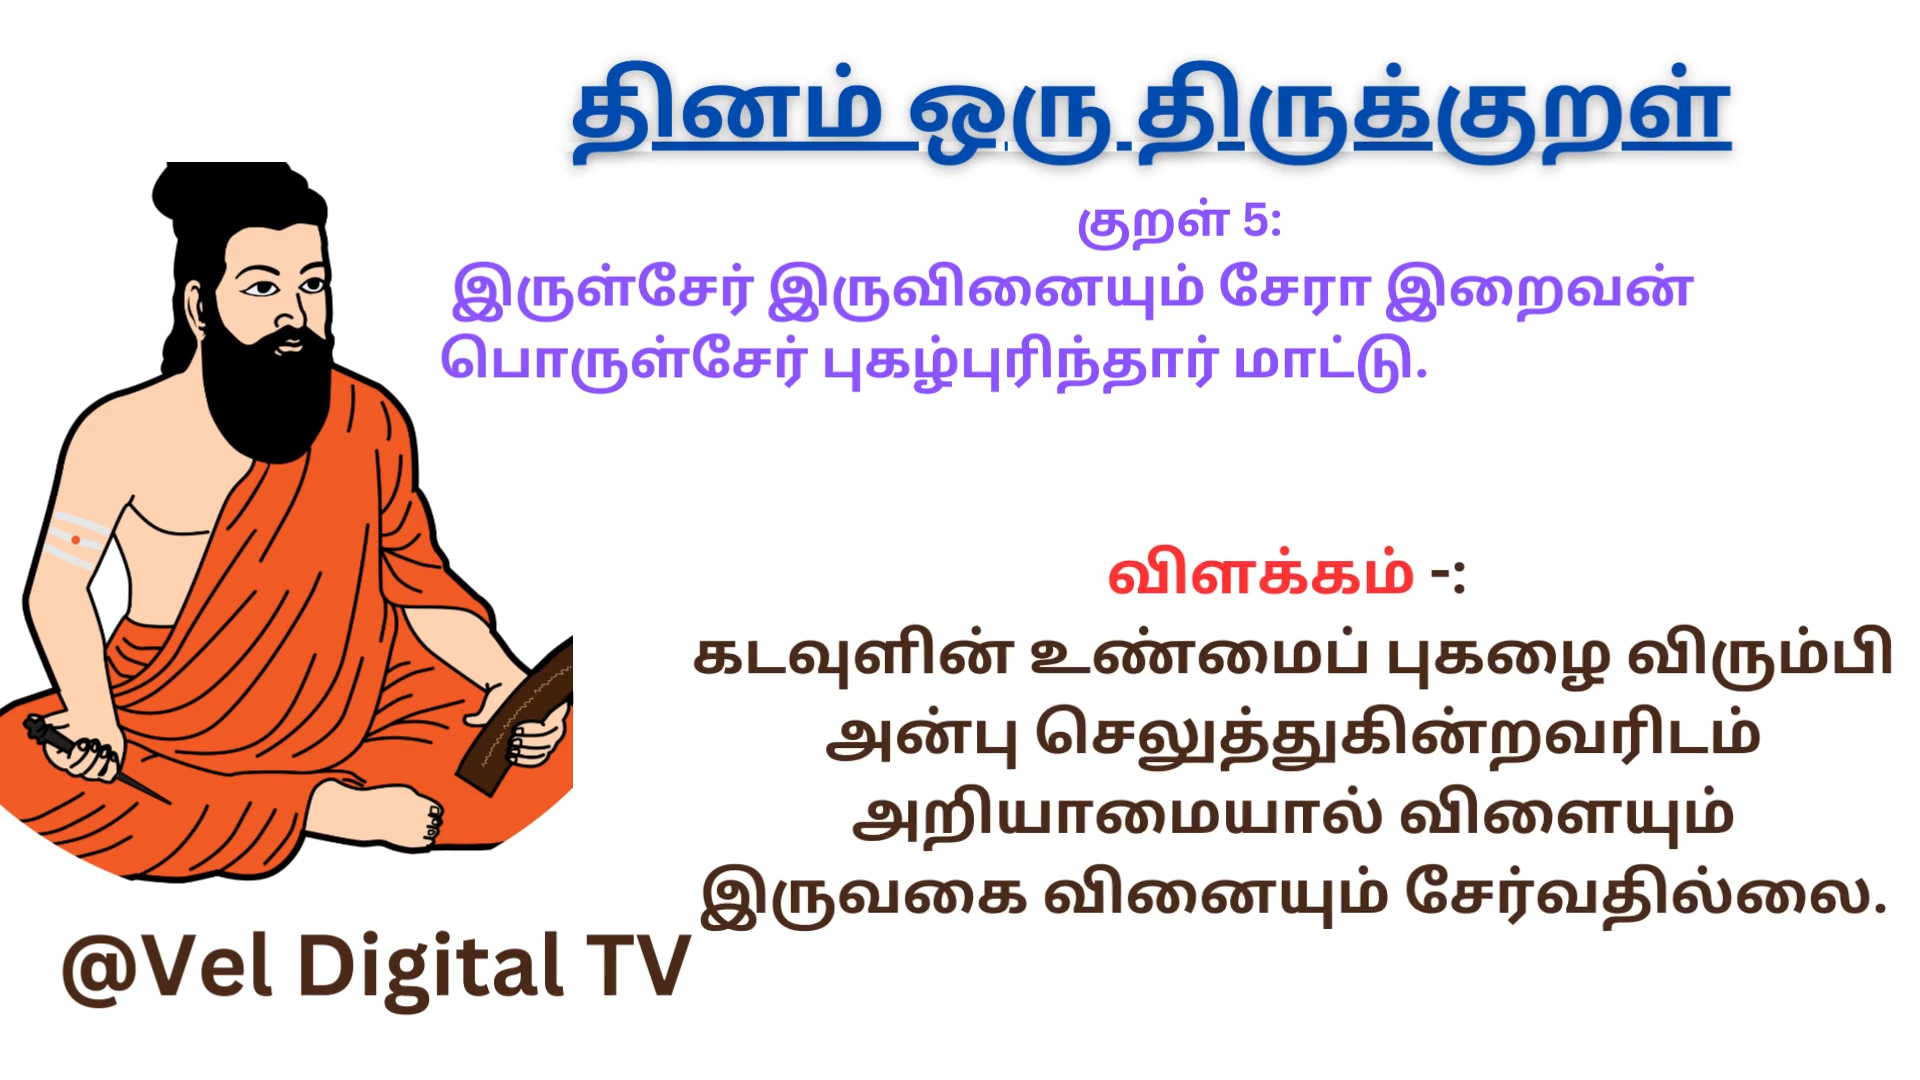 தினம் ஒரு திருக்குறள்
குறள் 5:
இருள்சேர் இருவினையும் சேரா இறைவன்
பொருள்சேர் புகழ்புரிந்தார் மாட்டு.
விளக்கம் -:
கடவுளின் உண்மைப் புகழை விரும்பி
அன்பு செலுத்துகின்றவரிடம்
அறியாமையால் விளையும்
இருவகை வினையும் சேர்வதில்லை.
@Vel Digital TV